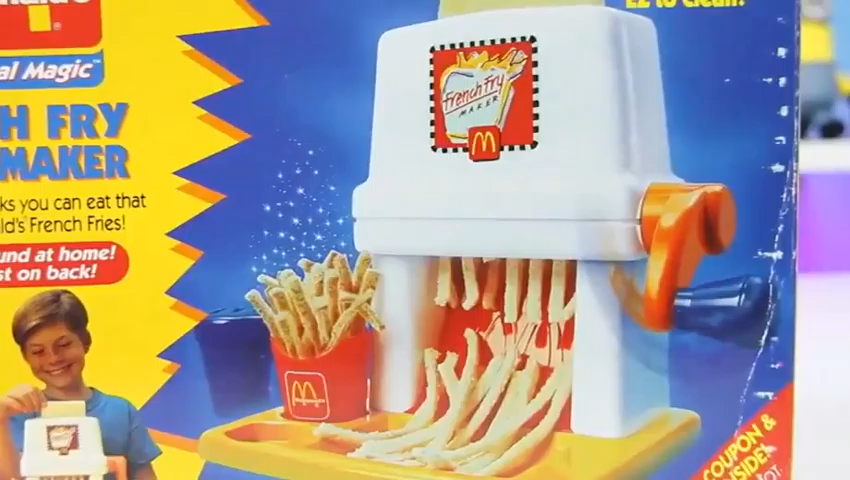 al Magic
H FRY
MAKER
ks you can eat that
ld's French Fries!
und at home!
st on back!
EZ to clean!
French Fry
MAKER
COUPON &